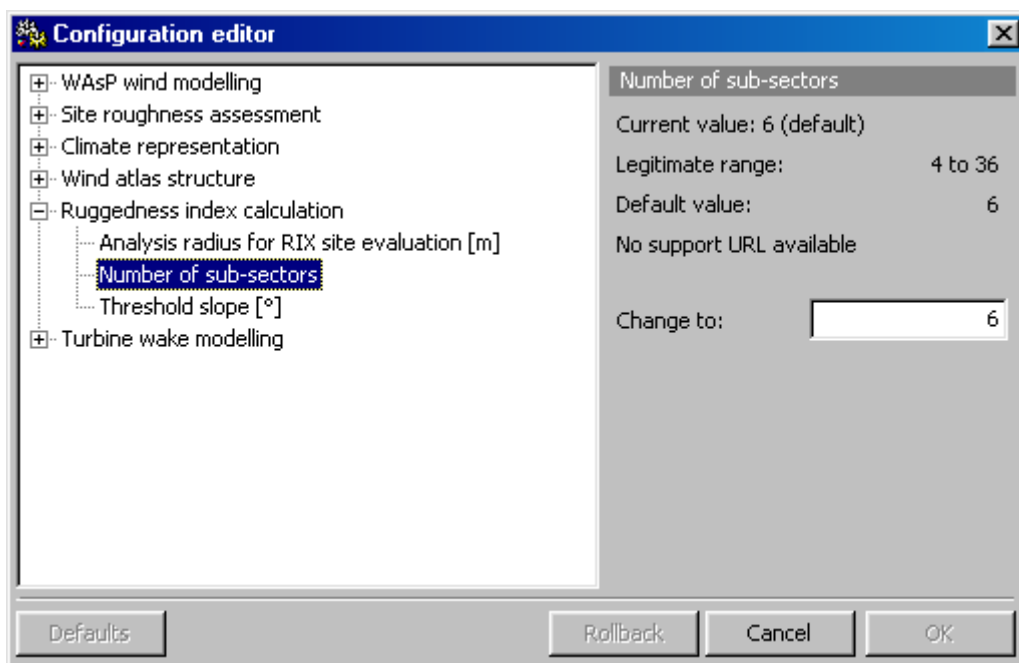 Configuration editor
WAsP wind modelling
Site roughness assessment
Climate representation
Wind atlas structure
Ruggedness index calculation
Analysis radius for RIX site evaluation [m]
Number of sub-sectors
Threshold slope [°]
Turbine wake modelling
Number of sub-sectors
Current value: 6 (default)
Legitimate range: 4 to 36
Default value: 6
No support URL available
Change to: 6
Defaults Rollback Cancel OK